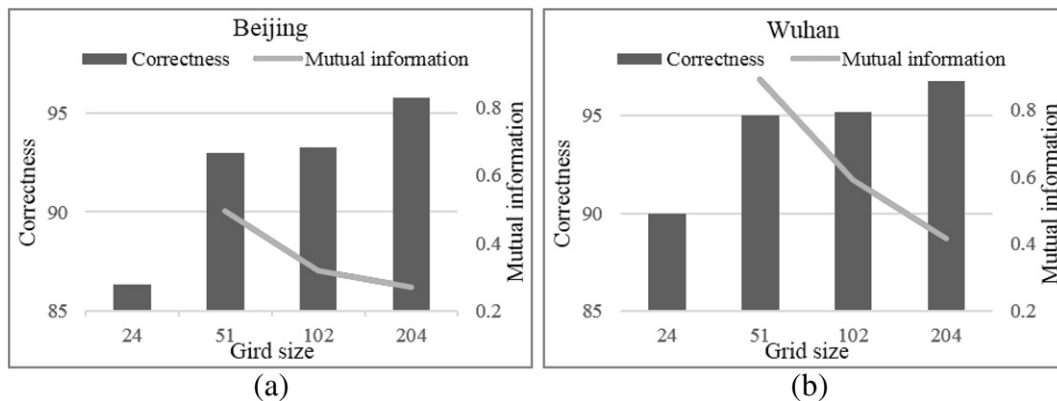 Beijing
Correctness Mutual information
95
90
85
0.8
0.6
0.4
0.2
Correctness
Mutual information
24 51 102 204
Gird size
(a)
Wuhan
Correctness Mutual information
95
90
85
0.8
0.6
0.4
0.2
Correctness
Mutual information
24 51 102 204
Grid size
(b)